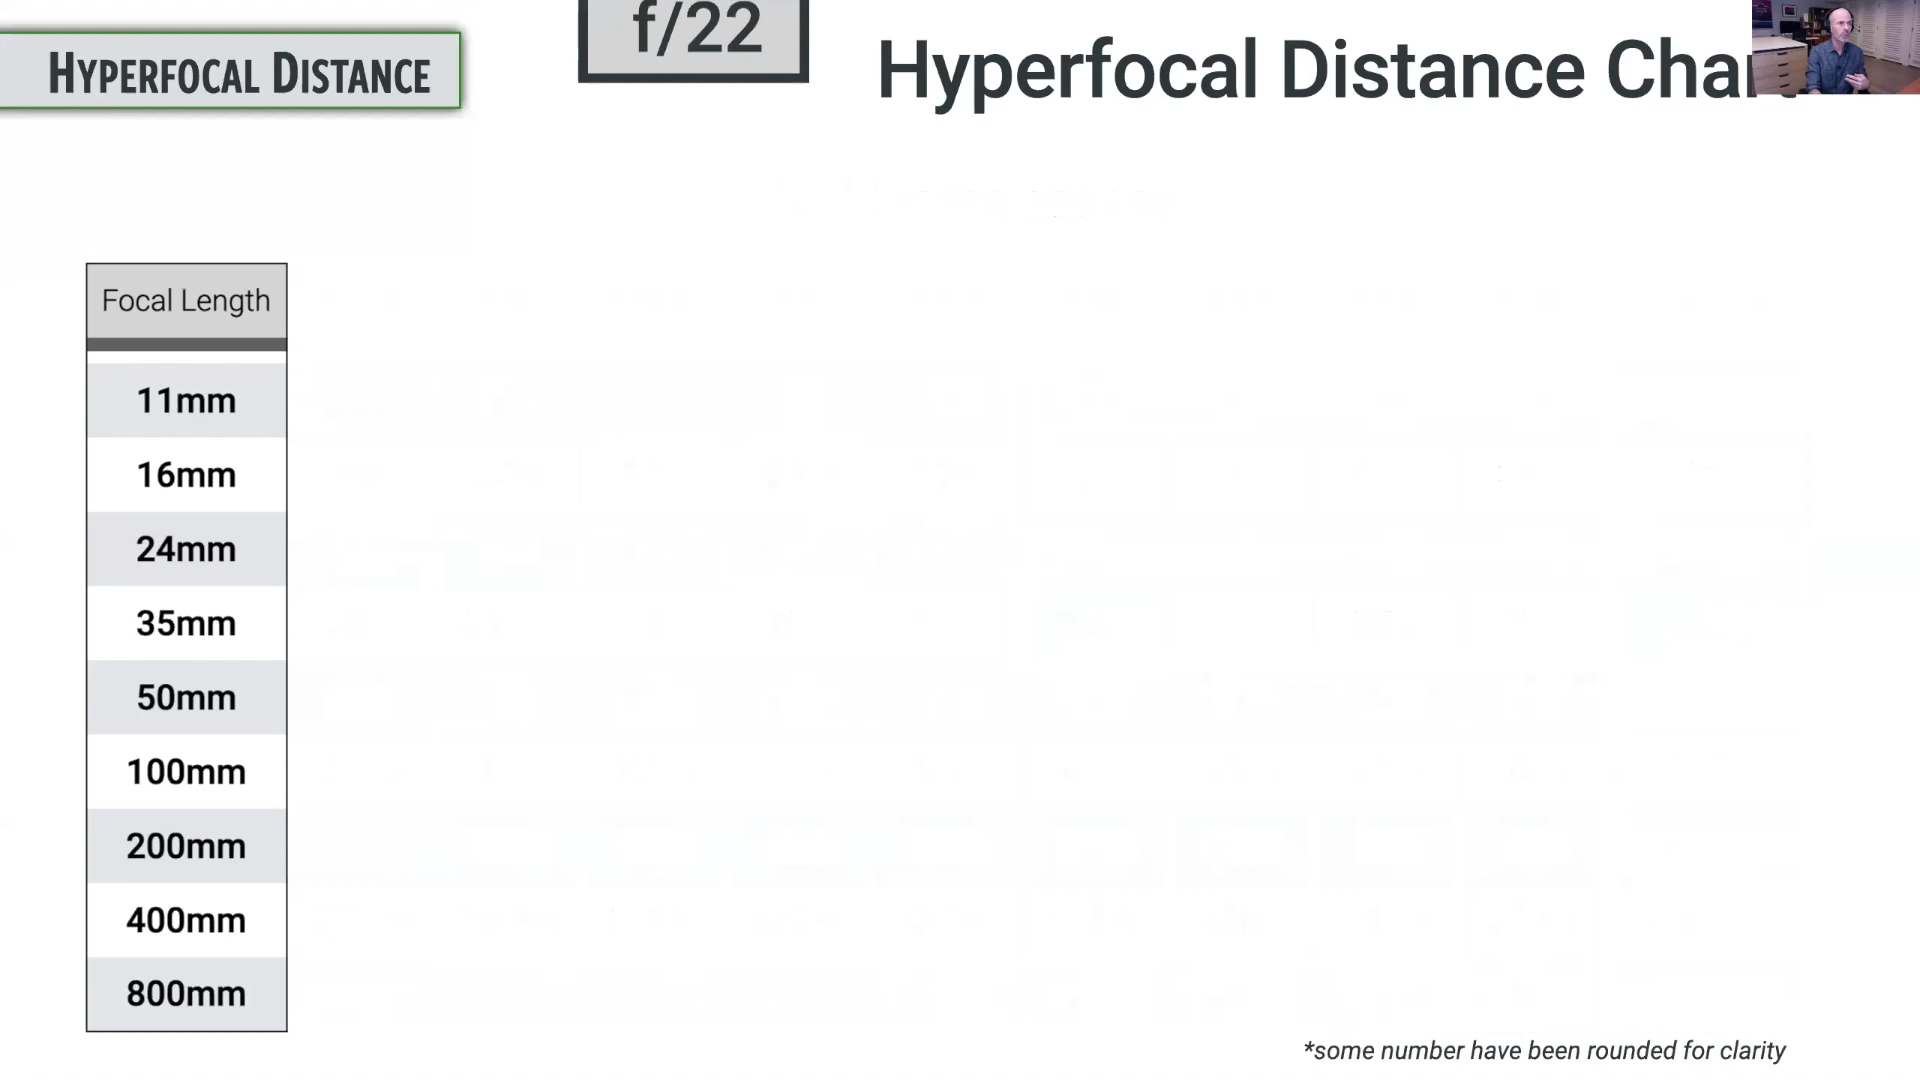 HYPERFOCAL DISTANCE
f/22
Hyperfocal Distance
Focal Length
11mm
16mm
24mm
35mm
50mm
100mm
200mm
400mm
800mm
*some number have been rounded for clarity